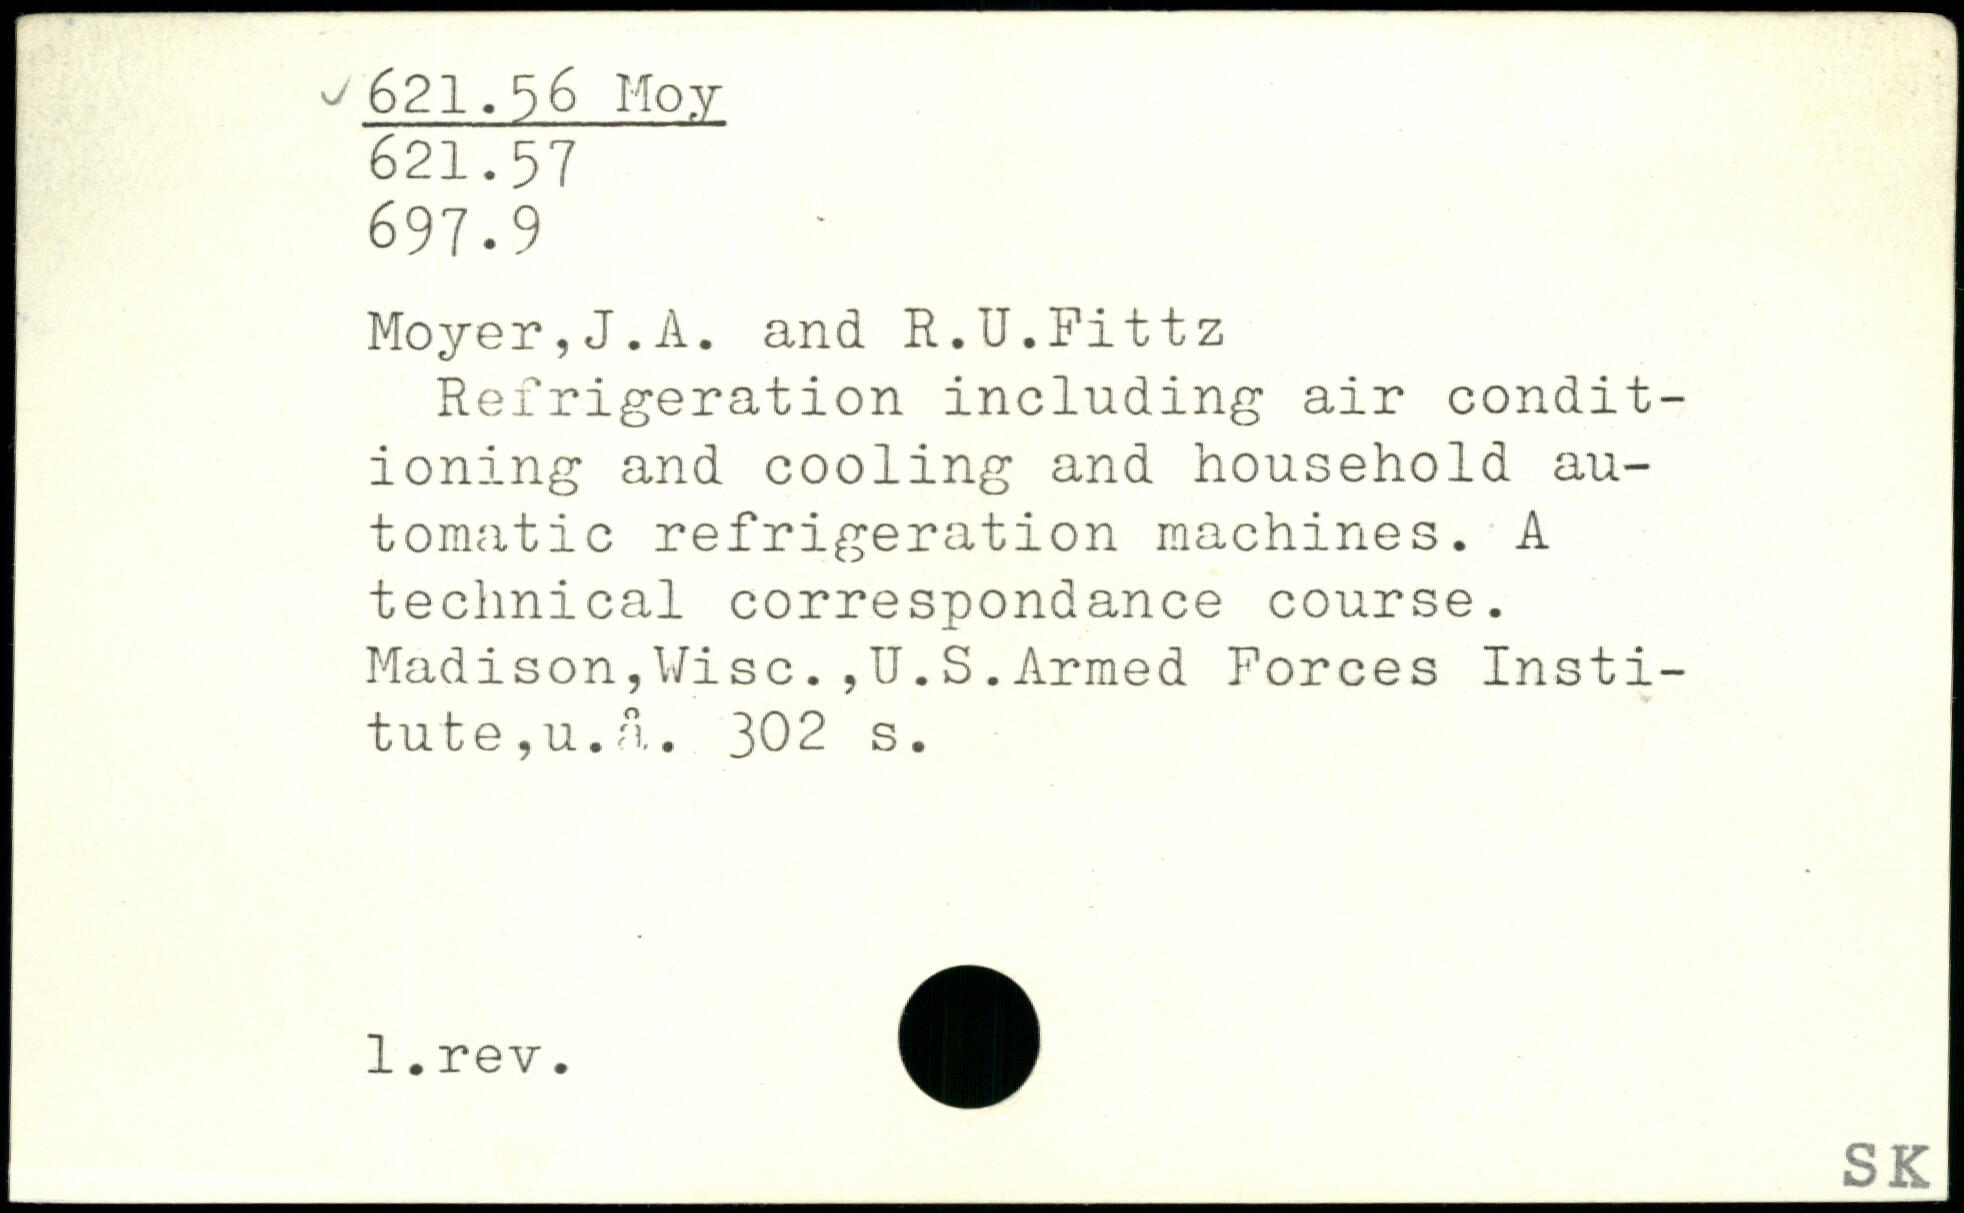 621.56 Moy
621.57
697.9
Moyer,J.A. and R.U.Fittz
Refrigeration including air condit-
ioning and cooling and household au-
tomatic refrigeration machines. A
technical correspondance course.
Madison,Wisc.,U.S.Armed Forces Insti-
tute,u.å. 302 s.
1.rev.
SK